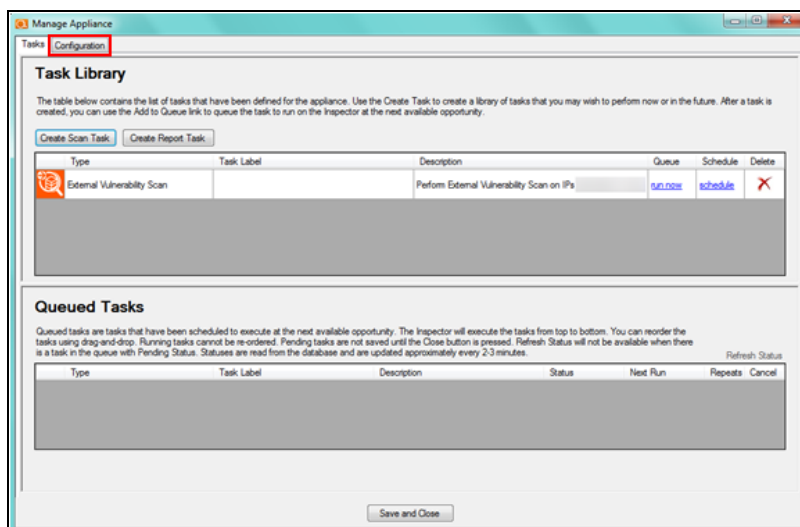 Manage Appliance
Tasks Configuration
Task Library
The table below contains the list of tasks that have been defined for the appliance. Use the Create Task to create a library of tasks that you may wish to perform now or in the future. After a task is
created, you can use the Add to Queue link to queue the task to run on the Inspector at the next available opportunity.
Create Scan Task Create Report Task
Type Task Label Description Queue Schedule Delete
External Vulnerability Scan Perform External Vulnerability Scan on IPs run now schedule
Queued Tasks
Queued tasks are tasks that have been scheduled to execute at the next available opportunity. The Inspector will execute the tasks from top to bottom. You can reorder the
tasks using drag-and-drop. Running tasks cannot be re-ordered. Pending tasks are not saved until the Close button is pressed. Refresh Status will not be available when there
is a task in the queue with Pending Status. Statuses are read from the database and are updated approximately every 2-3 minutes.
Refresh Status
Type Task Label Description Status Next Run Repeats Cancel
Save and Close